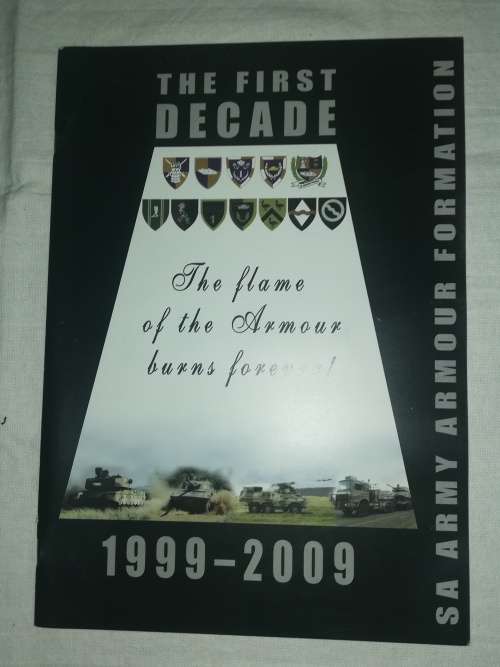 THE FIRST
DECADE
The flame
of the Armour
burns forever!
1999-2009
SA ARMY ARMOUR FORMATION